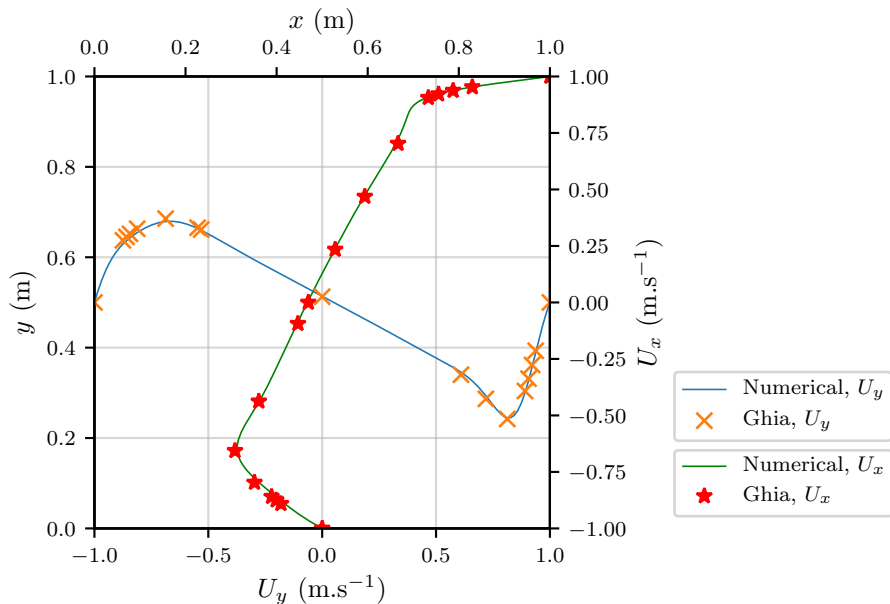 x (m)
0.0 0.2 0.4 0.6 0.8 1.0
1.0
0.8
0.6
0.4
0.2
0.0
y (m)
1.00
0.75
0.50
0.25
0.00
−0.25
−0.50
−0.75
−1.00
U_x (m.s⁻¹)
−1.0 −0.5 0.0 0.5 1.0
U_y (m.s⁻¹)
Numerical, U_y
Ghia, U_y
Numerical, U_x
Ghia, U_x